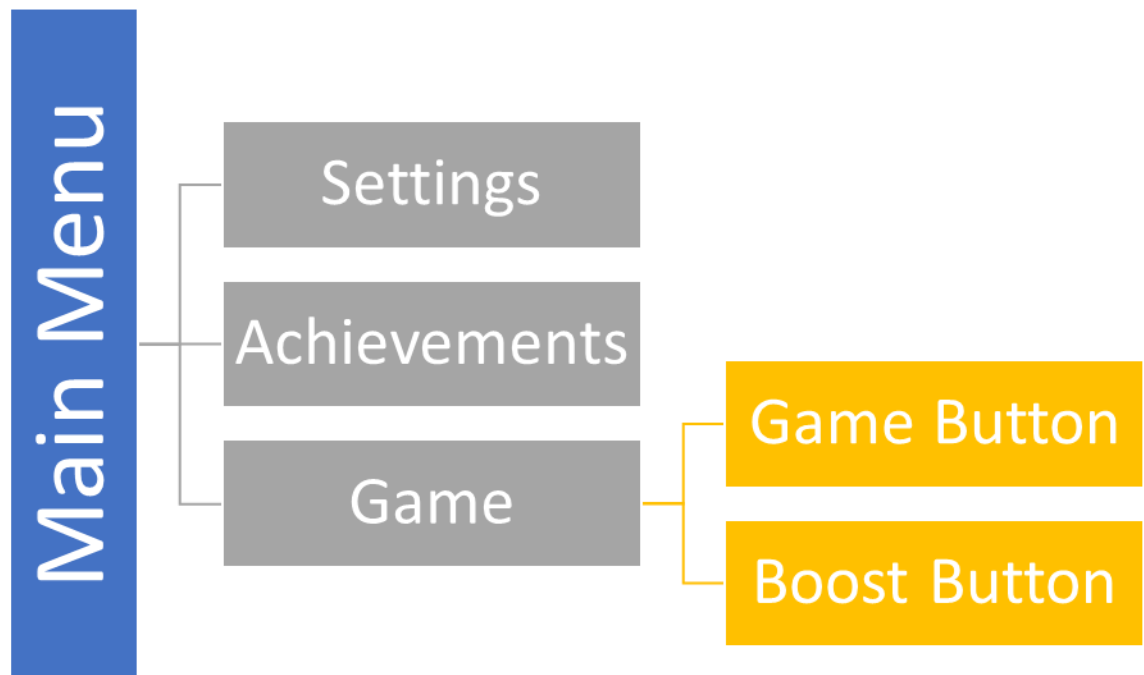 Main Menu
Settings
Achievements
Game
Game Button
Boost Button